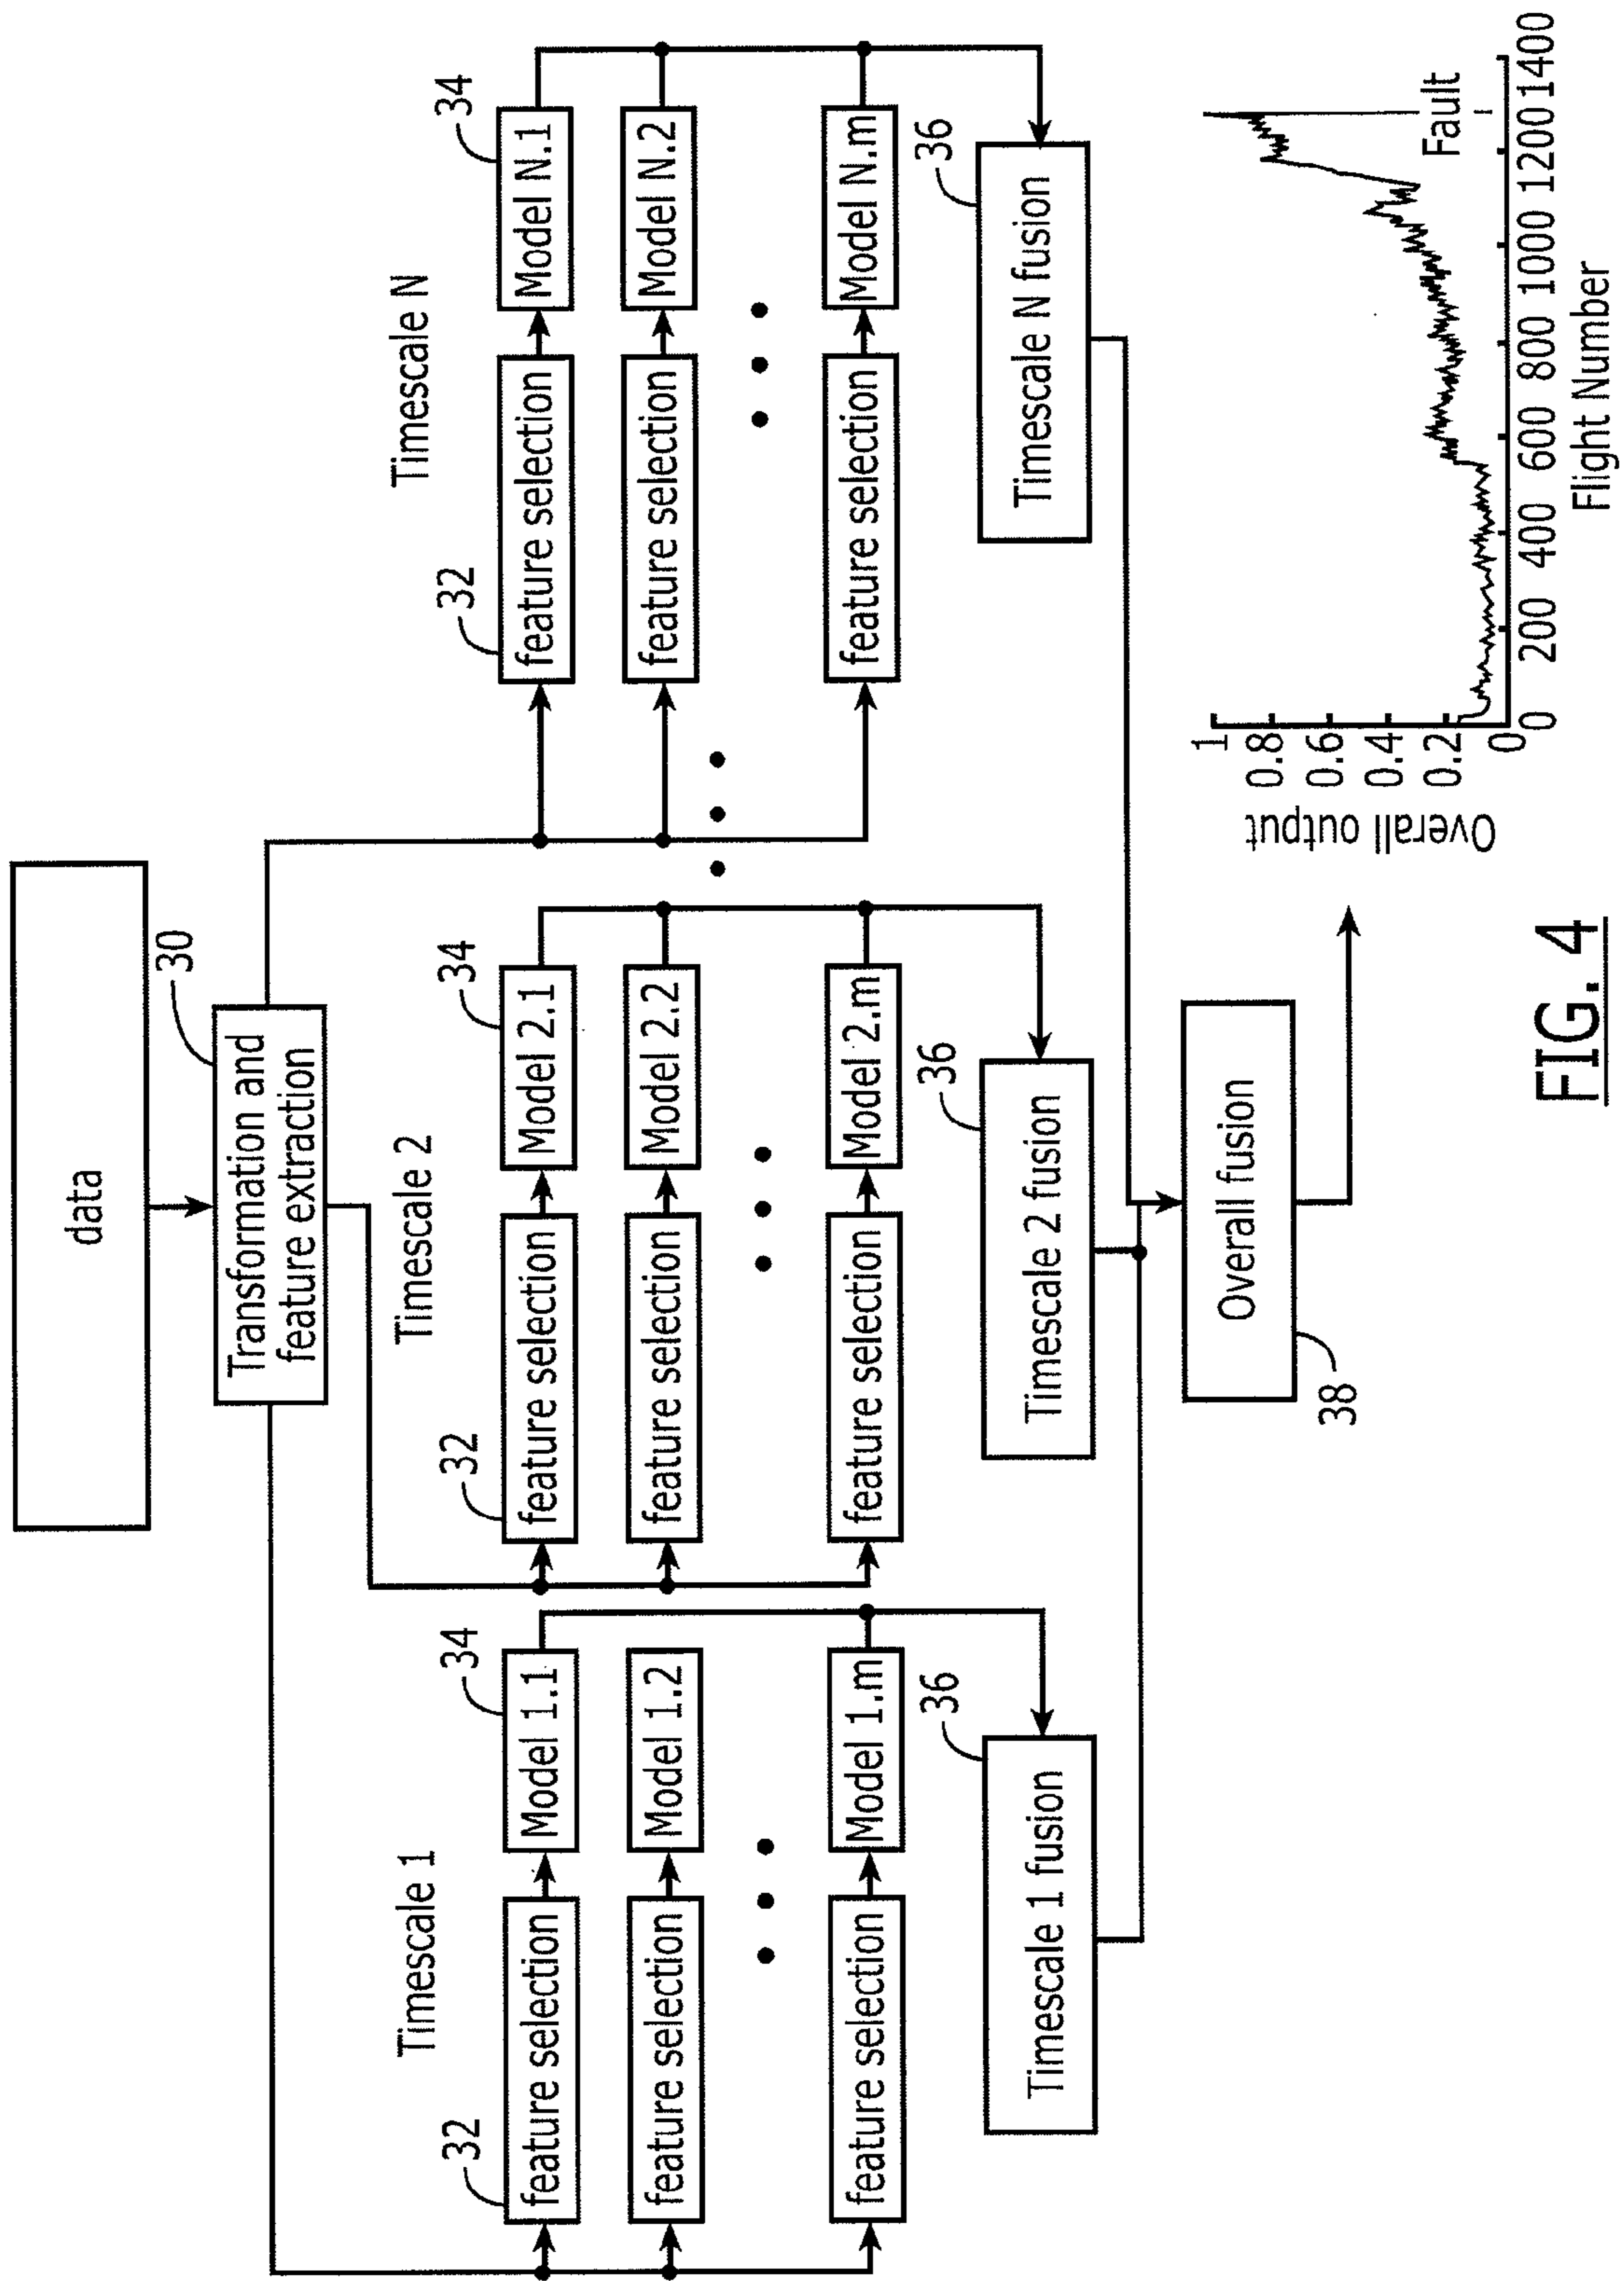 data
30
Transformation and
feature extraction
Timescale 1
32
34
feature selection
Model 1.1
feature selection
Model 1.2
feature selection
Model 1.m
36
Timescale 1 fusion
Timescale 2
32
34
feature selection
Model 2.1
feature selection
Model 2.2
feature selection
Model 2.m
36
Timescale 2 fusion
Timescale N
32
34
feature selection
Model N.1
feature selection
Model N.2
feature selection
Model N.m
36
Timescale N fusion
Overall fusion
38
Overall output
1
0.8
0.6
0.4
0.2
0
0 200 400 600 800 1000 1200 1400
Fault
Flight Number
FIG. 4